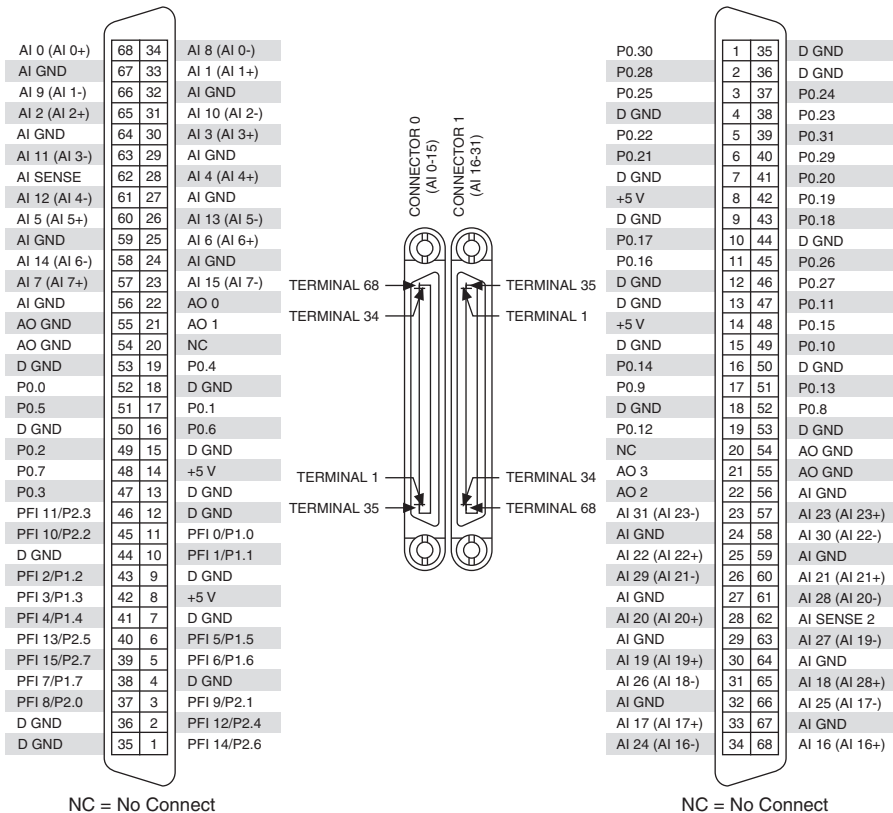 AI 0 (AI 0+) 68 34 AI 8 (AI 0-)
AI GND 67 33 AI 1 (AI 1+)
AI 9 (AI 1-) 66 32 AI GND
AI 2 (AI 2+) 65 31 AI 10 (AI 2-)
AI GND 64 30 AI 3 (AI 3+)
AI 11 (AI 3-) 63 29 AI GND
AI SENSE 62 28 AI 4 (AI 4+)
AI 12 (AI 4-) 61 27 AI GND
AI 5 (AI 5+) 60 26 AI 13 (AI 5-)
AI GND 59 25 AI 6 (AI 6+)
AI 14 (AI 6-) 58 24 AI GND
AI 7 (AI 7+) 57 23 AI 15 (AI 7-)
AI GND 56 22 AO 0
AO GND 55 21 AO 1
AO GND 54 20 NC
D GND 53 19 P0.4
P0.0 52 18 D GND
P0.5 51 17 P0.1
D GND 50 16 P0.6
P0.2 49 15 D GND
P0.7 48 14 +5 V
P0.3 47 13 D GND
PFI 11/P2.3 46 12 D GND
PFI 10/P2.2 45 11 PFI 0/P1.0
D GND 44 10 PFI 1/P1.1
PFI 2/P1.2 43 9 D GND
PFI 3/P1.3 42 8 +5 V
PFI 4/P1.4 41 7 D GND
PFI 13/P2.5 40 6 PFI 5/P1.5
PFI 15/P2.7 39 5 PFI 6/P1.6
PFI 7/P1.7 38 4 D GND
PFI 8/P2.0 37 3 PFI 9/P2.1
D GND 36 2 PFI 12/P2.4
D GND 35 1 PFI 14/P2.6
NC = No Connect
CONNECTOR 0
(AI 0-15)
CONNECTOR 1
(AI 16-31)
TERMINAL 68
TERMINAL 35
TERMINAL 34
TERMINAL 1
TERMINAL 1
TERMINAL 34
TERMINAL 35
TERMINAL 68
P0.30 1 35 D GND
P0.28 2 36 D GND
P0.25 3 37 P0.24
D GND 4 38 P0.23
P0.22 5 39 P0.31
P0.21 6 40 P0.29
D GND 7 41 P0.20
+5 V 8 42 P0.19
D GND 9 43 P0.18
P0.17 10 44 D GND
P0.16 11 45 P0.26
D GND 12 46 P0.27
D GND 13 47 P0.11
+5 V 14 48 P0.15
D GND 15 49 P0.10
P0.14 16 50 D GND
P0.9 17 51 P0.13
D GND 18 52 P0.8
P0.12 19 53 D GND
NC 20 54 AO GND
AO 3 21 55 AO GND
AO 2 22 56 AI GND
AI 31 (AI 23-) 23 57 AI 23 (AI 23+)
AI GND 24 58 AI 30 (AI 22-)
AI 22 (AI 22+) 25 59 AI GND
AI 29 (AI 21-) 26 60 AI 21 (AI 21+)
AI GND 27 61 AI 28 (AI 20-)
AI 20 (AI 20+) 28 62 AI SENSE 2
AI GND 29 63 AI 27 (AI 19-)
AI 19 (AI 19+) 30 64 AI GND
AI 26 (AI 18-) 31 65 AI 18 (AI 28+)
AI GND 32 66 AI 25 (AI 17-)
AI 17 (AI 17+) 33 67 AI GND
AI 24 (AI 16-) 34 68 AI 16 (AI 16+)
NC = No Connect